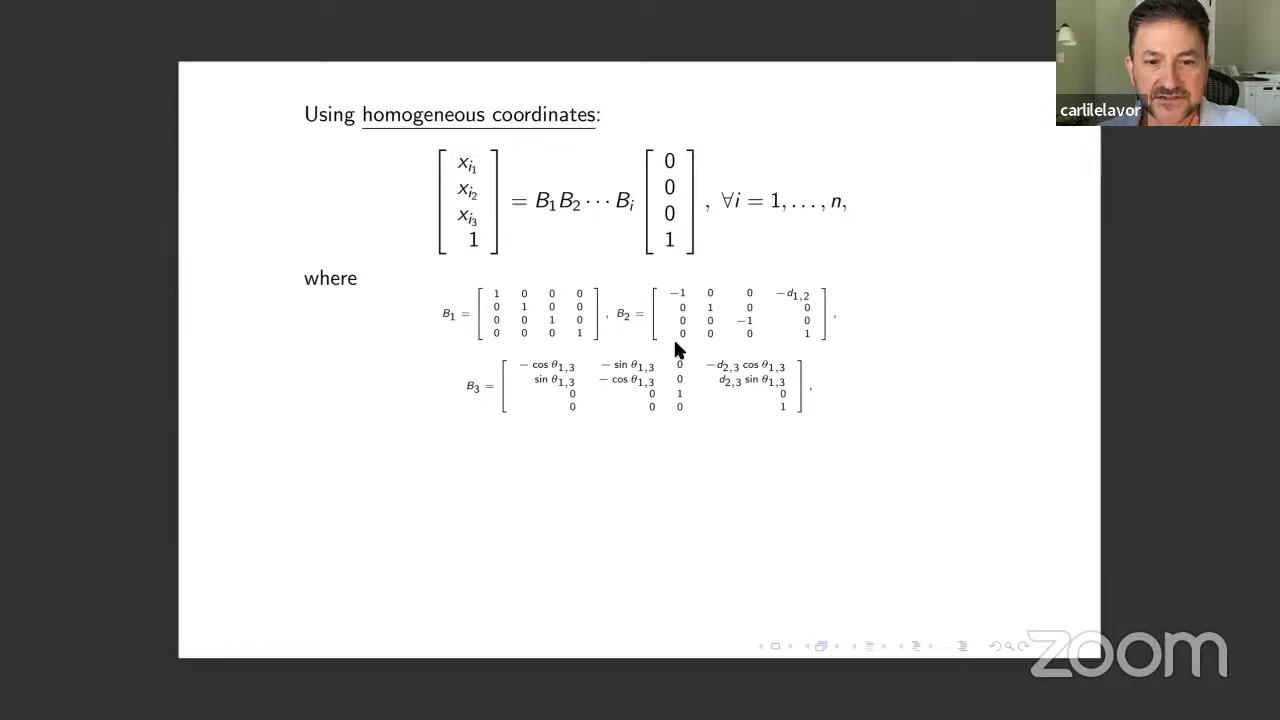 carlilelavor
Using homogeneous coordinates:
[ x_{i_1} ; x_{i_2} ; x_{i_3} ; 1 ] = B_1 B_2 ⋯ B_i [ 0 ; 0 ; 0 ; 1 ] , ∀i = 1, . . . , n,
where
B_1 = [ 1 0 0 0 ; 0 1 0 0 ; 0 0 1 0 ; 0 0 0 1 ] , B_2 = [ −1 0 0 −d_{1,2} ; 0 1 0 0 ; 0 0 −1 0 ; 0 0 0 1 ] ,
B_3 = [ − cos θ_{1,3} − sin θ_{1,3} 0 −d_{2,3} cos θ_{1,3} ; sin θ_{1,3} − cos θ_{1,3} 0 d_{2,3} sin θ_{1,3} ; 0 0 1 0 ; 0 0 0 1 ] ,
zoom